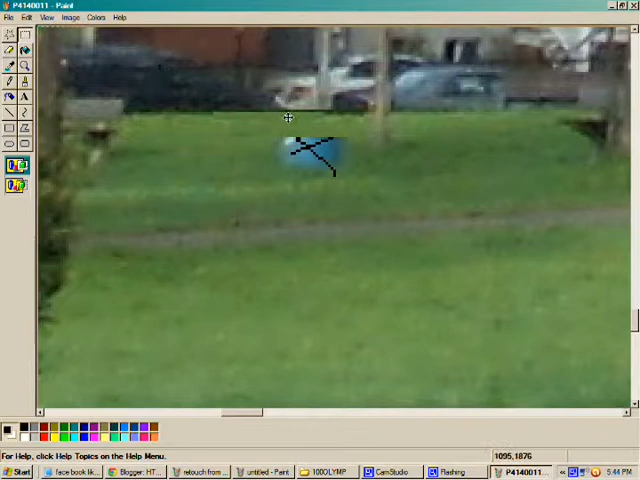 P4140011 - Paint
File Edit View Image Colors Help
A
For Help, click Help Topics on the Help Menu.
1095,1876
Start
face book lik...
Blogger: HT...
retouch from ...
untitled - Paint
100OLYMP
CamStudio
Flashing
P4140011...
«
5:44 PM